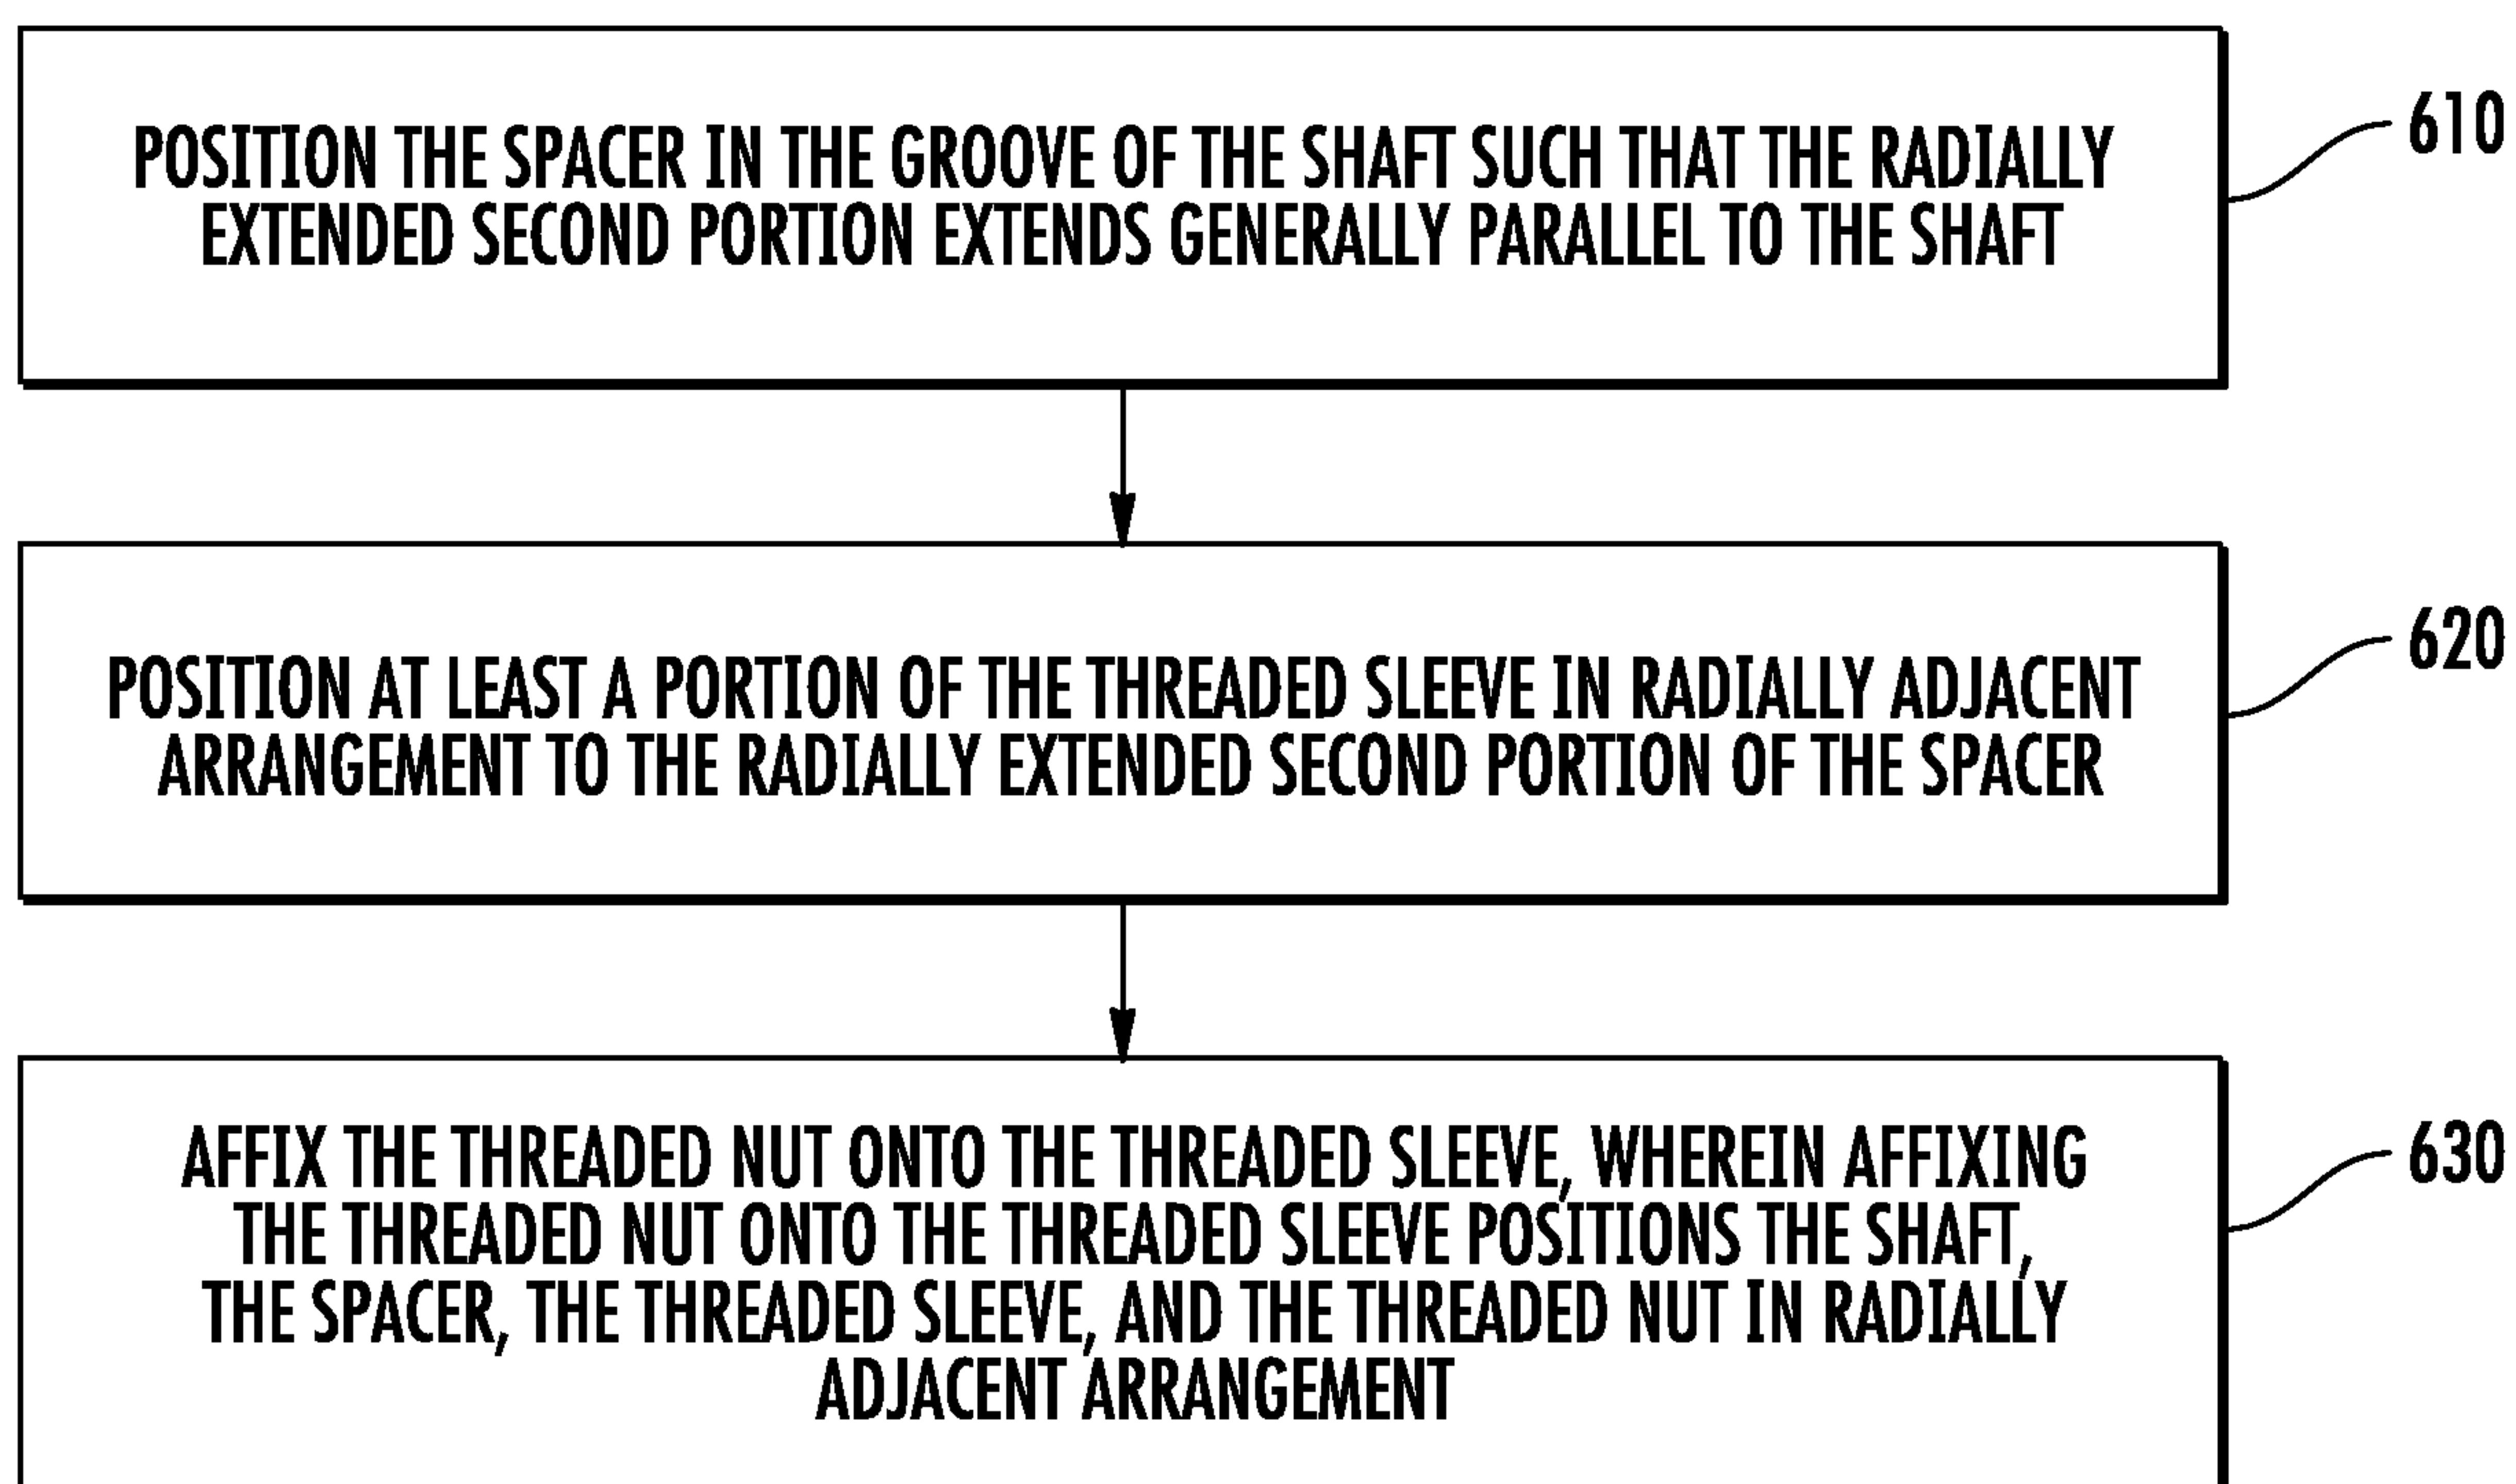 POSITION THE SPACER IN THE GROOVE OF THE SHAFT SUCH THAT THE RADIALLY
EXTENDED SECOND PORTION EXTENDS GENERALLY PARALLEL TO THE SHAFT
610
POSITION AT LEAST A PORTION OF THE THREADED SLEEVE IN RADIALLY ADJACENT
ARRANGEMENT TO THE RADIALLY EXTENDED SECOND PORTION OF THE SPACER
620
AFFIX THE THREADED NUT ONTO THE THREADED SLEEVE, WHEREIN AFFIXING
THE THREADED NUT ONTO THE THREADED SLEEVE POSITIONS THE SHAFT,
THE SPACER, THE THREADED SLEEVE, AND THE THREADED NUT IN RADIALLY
ADJACENT ARRANGEMENT
630